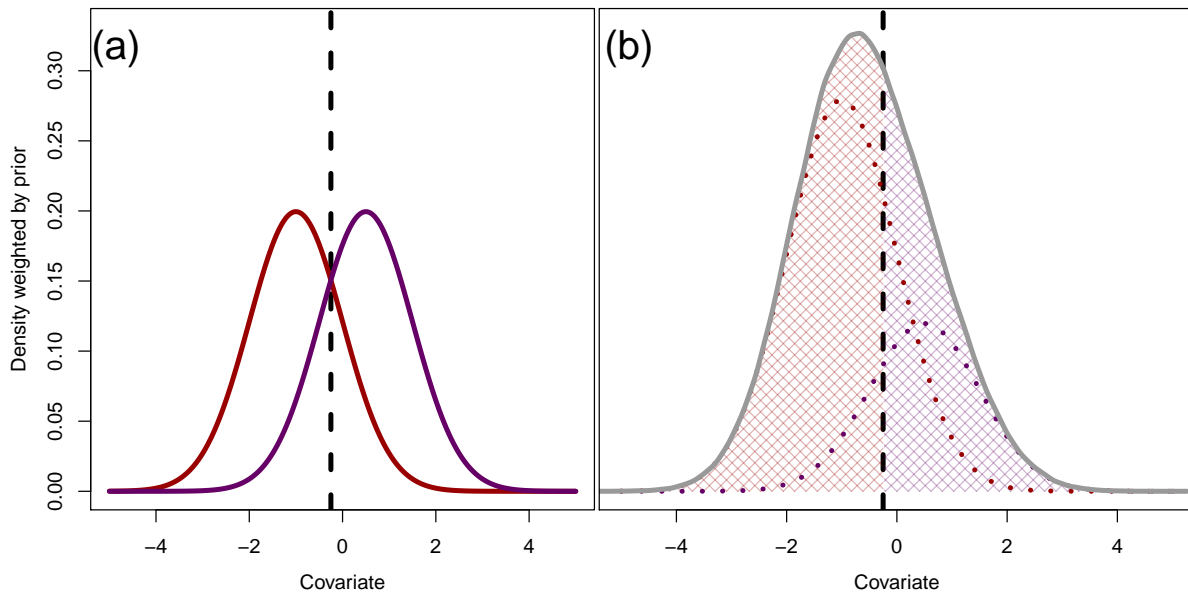 (a)
(b)
Density weighted by prior
0.30
0.25
0.20
0.15
0.10
0.05
0.00
−4 −2 0 2 4
−4 −2 0 2 4
Covariate
Covariate